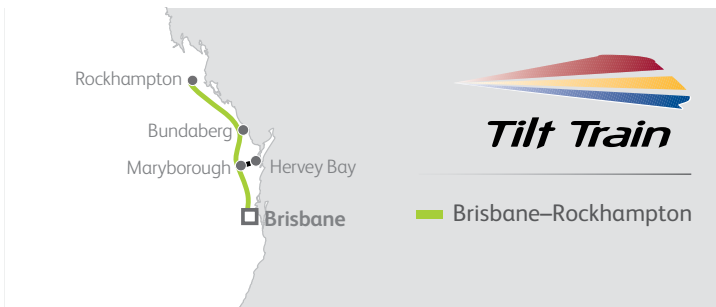 Rockhampton
Bundaberg
Maryborough
Hervey Bay
Brisbane
Tilt Train
Brisbane–Rockhampton